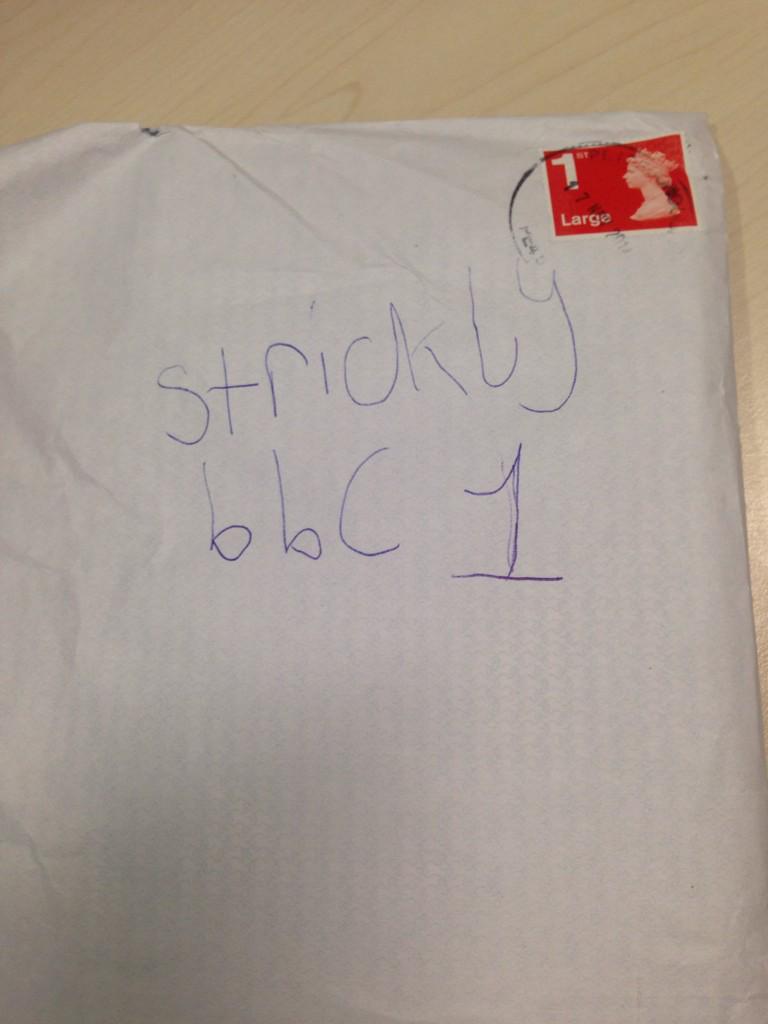 1ST
Large
strickly
bbC 1